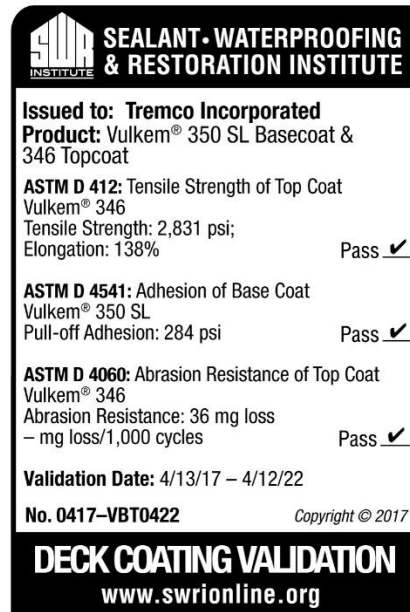 SWR
INSTITUTE
SEALANT•WATERPROOFING
& RESTORATION INSTITUTE
Issued to: Tremco Incorporated
Product: Vulkem® 350 SL Basecoat &
346 Topcoat
ASTM D 412: Tensile Strength of Top Coat
Vulkem® 346
Tensile Strength: 2,831 psi;
Elongation: 138% Pass ✔
ASTM D 4541: Adhesion of Base Coat
Vulkem® 350 SL
Pull-off Adhesion: 284 psi Pass ✔
ASTM D 4060: Abrasion Resistance of Top Coat
Vulkem® 346
Abrasion Resistance: 36 mg loss
– mg loss/1,000 cycles Pass ✔
Validation Date: 4/13/17 – 4/12/22
No. 0417–VBT0422 Copyright © 2017
DECK COATING VALIDATION
www.swrionline.org